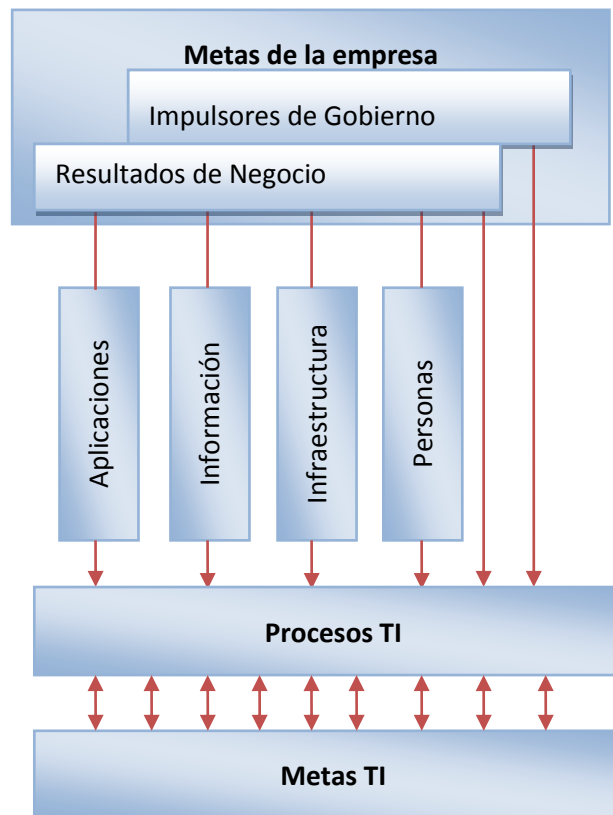 Metas de la empresa
Impulsores de Gobierno
Resultados de Negocio
Aplicaciones
Información
Infraestructura
Personas
Procesos TI
Metas TI